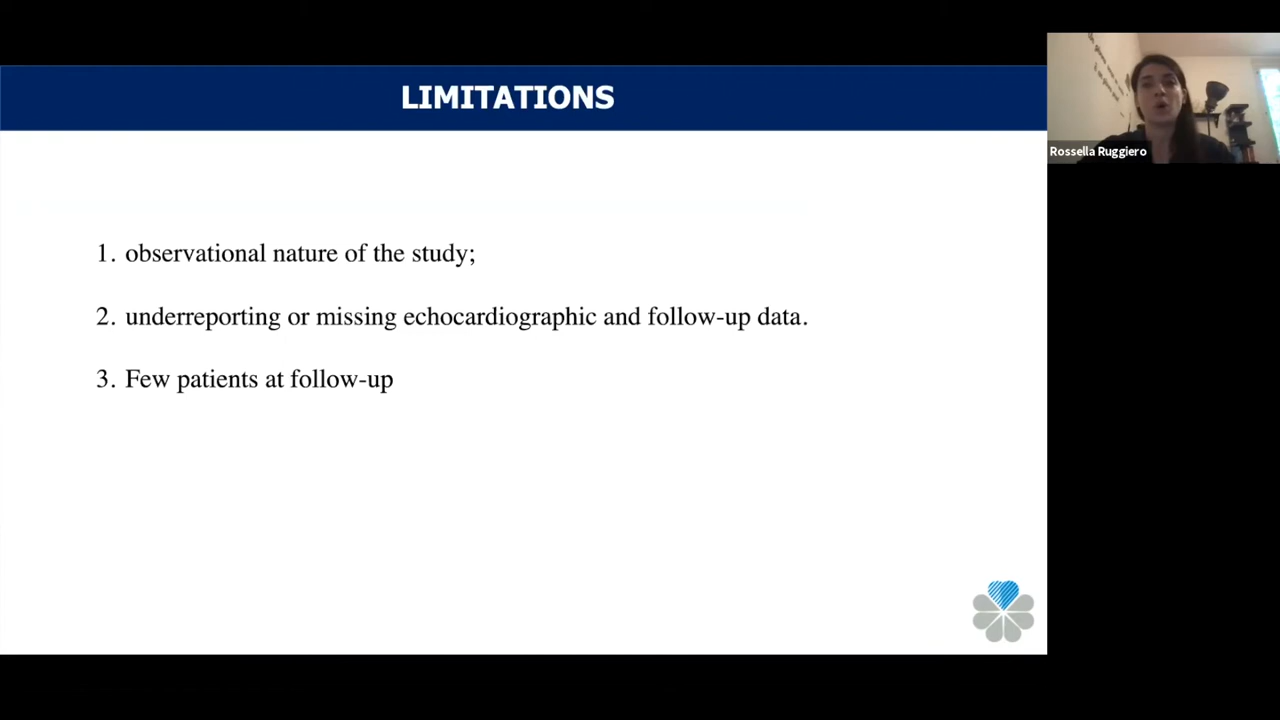 LIMITATIONS
Rossella Ruggiero
1. observational nature of the study;
2. underreporting or missing echocardiographic and follow-up data.
3. Few patients at follow-up